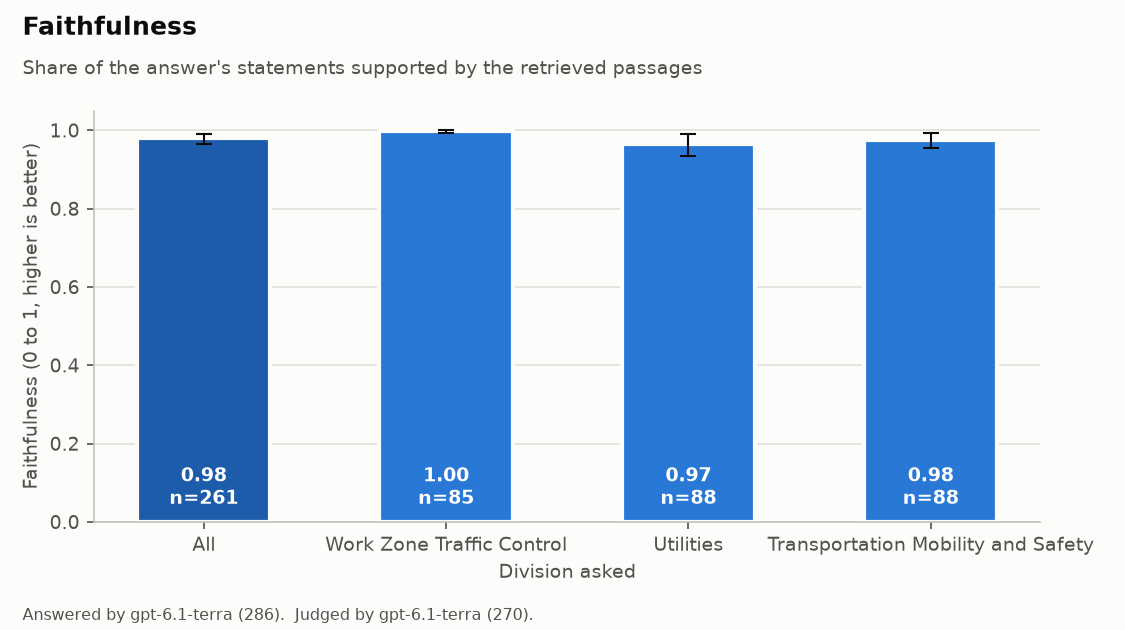 Faithfulness
Share of the answer's statements supported by the retrieved passages
Faithfulness (0 to 1, higher is better)
1.0
0.8
0.6
0.4
0.2
0.0
0.98
n=261
1.00
n=85
0.97
n=88
0.98
n=88
All
Work Zone Traffic Control
Utilities
Transportation Mobility and Safety
Division asked
Answered by gpt-6.1-terra (286).  Judged by gpt-6.1-terra (270).